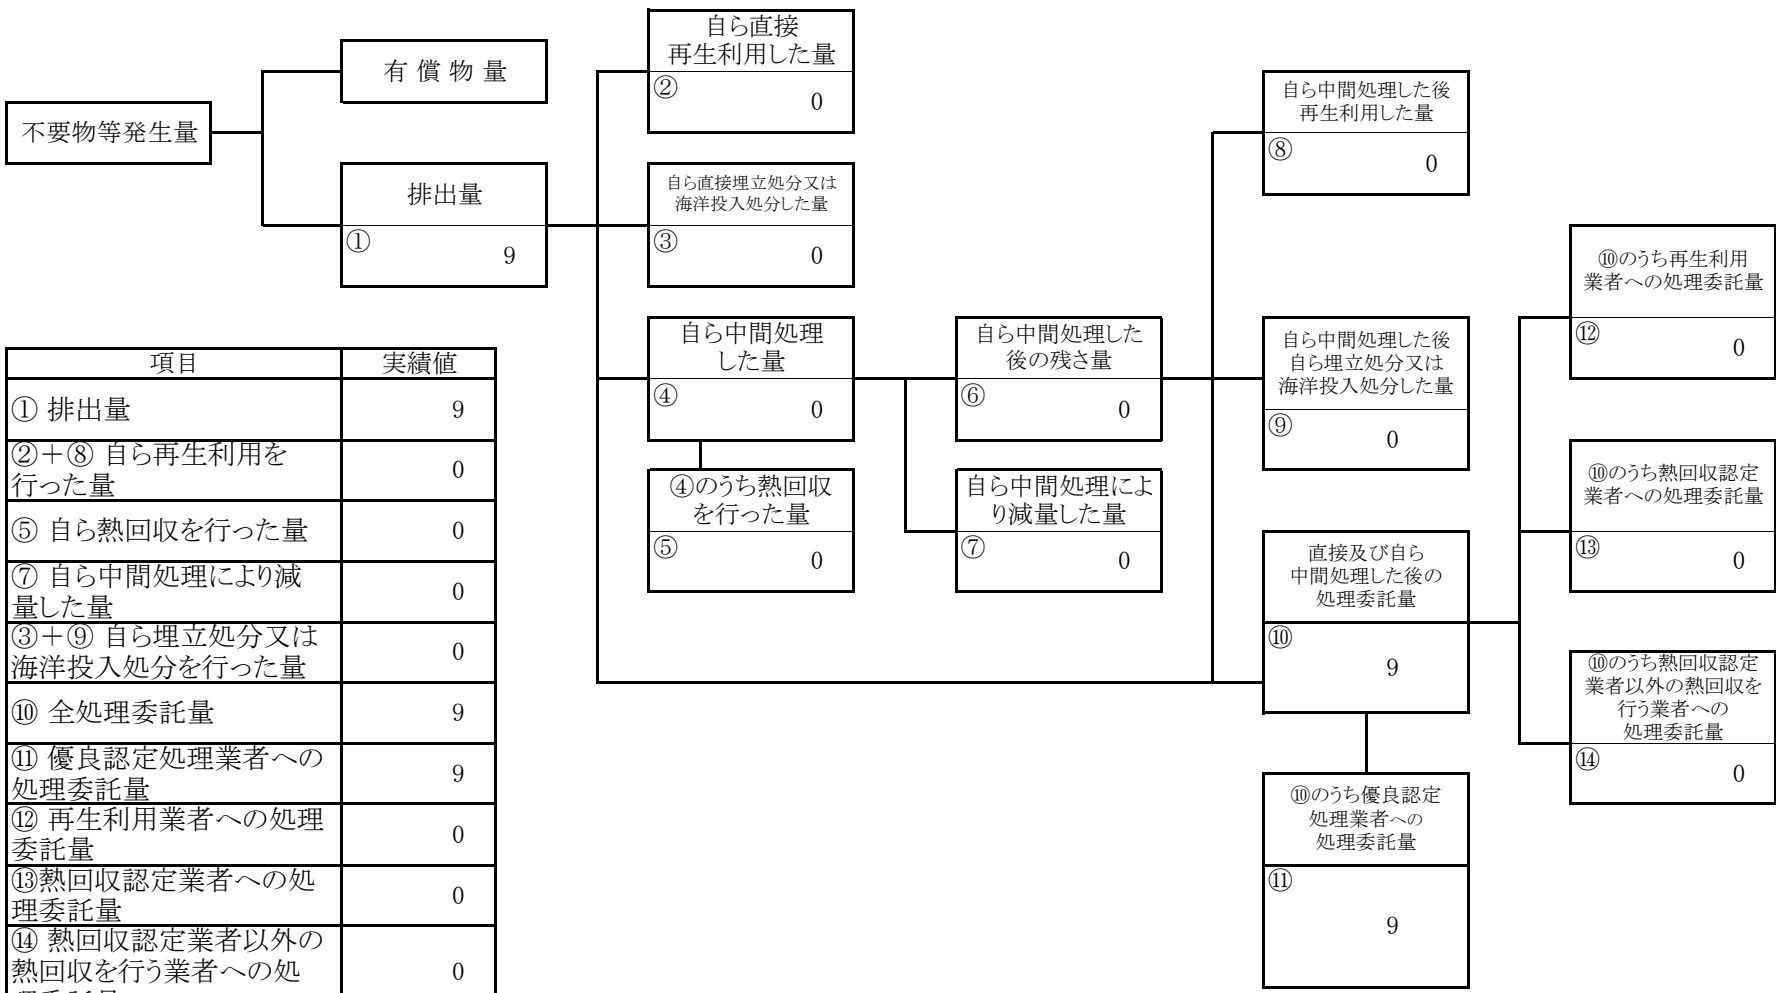 不要物等発生量
有 償 物 量
排出量
①
9
自ら直接
再生利用した量
②
0
自ら直接埋立処分又は
海洋投入処分した量
③
0
自ら中間処理
した量
④
0
④のうち熱回収
を行った量
⑤
0
自ら中間処理した
後の残さ量
⑥
0
自ら中間処理によ
り減量した量
⑦
0
自ら中間処理した後
再生利用した量
⑧
0
自ら中間処理した後
自ら埋立処分又は
海洋投入処分した量
⑨
0
直接及び自ら
中間処理した後の
処理委託量
⑩
9
⑩のうち優良認定
処理業者への
処理委託量
⑪
9
⑩のうち再生利用
業者への処理委託量
⑫
0
⑩のうち熱回収認定
業者への処理委託量
⑬
0
⑩のうち熱回収認定
業者以外の熱回収を
行う業者への
処理委託量
⑭
0
項目 実績値
① 排出量 9
②＋⑧ 自ら再生利用を
行った量 0
⑤ 自ら熱回収を行った量 0
⑦ 自ら中間処理により減
量した量 0
③＋⑨ 自ら埋立処分又は
海洋投入処分を行った量 0
⑩ 全処理委託量 9
⑪ 優良認定処理業者への
処理委託量 9
⑫ 再生利用業者への処理
委託量 0
⑬熱回収認定業者への処
理委託量 0
⑭ 熱回収認定業者以外の
熱回収を行う業者への処 0